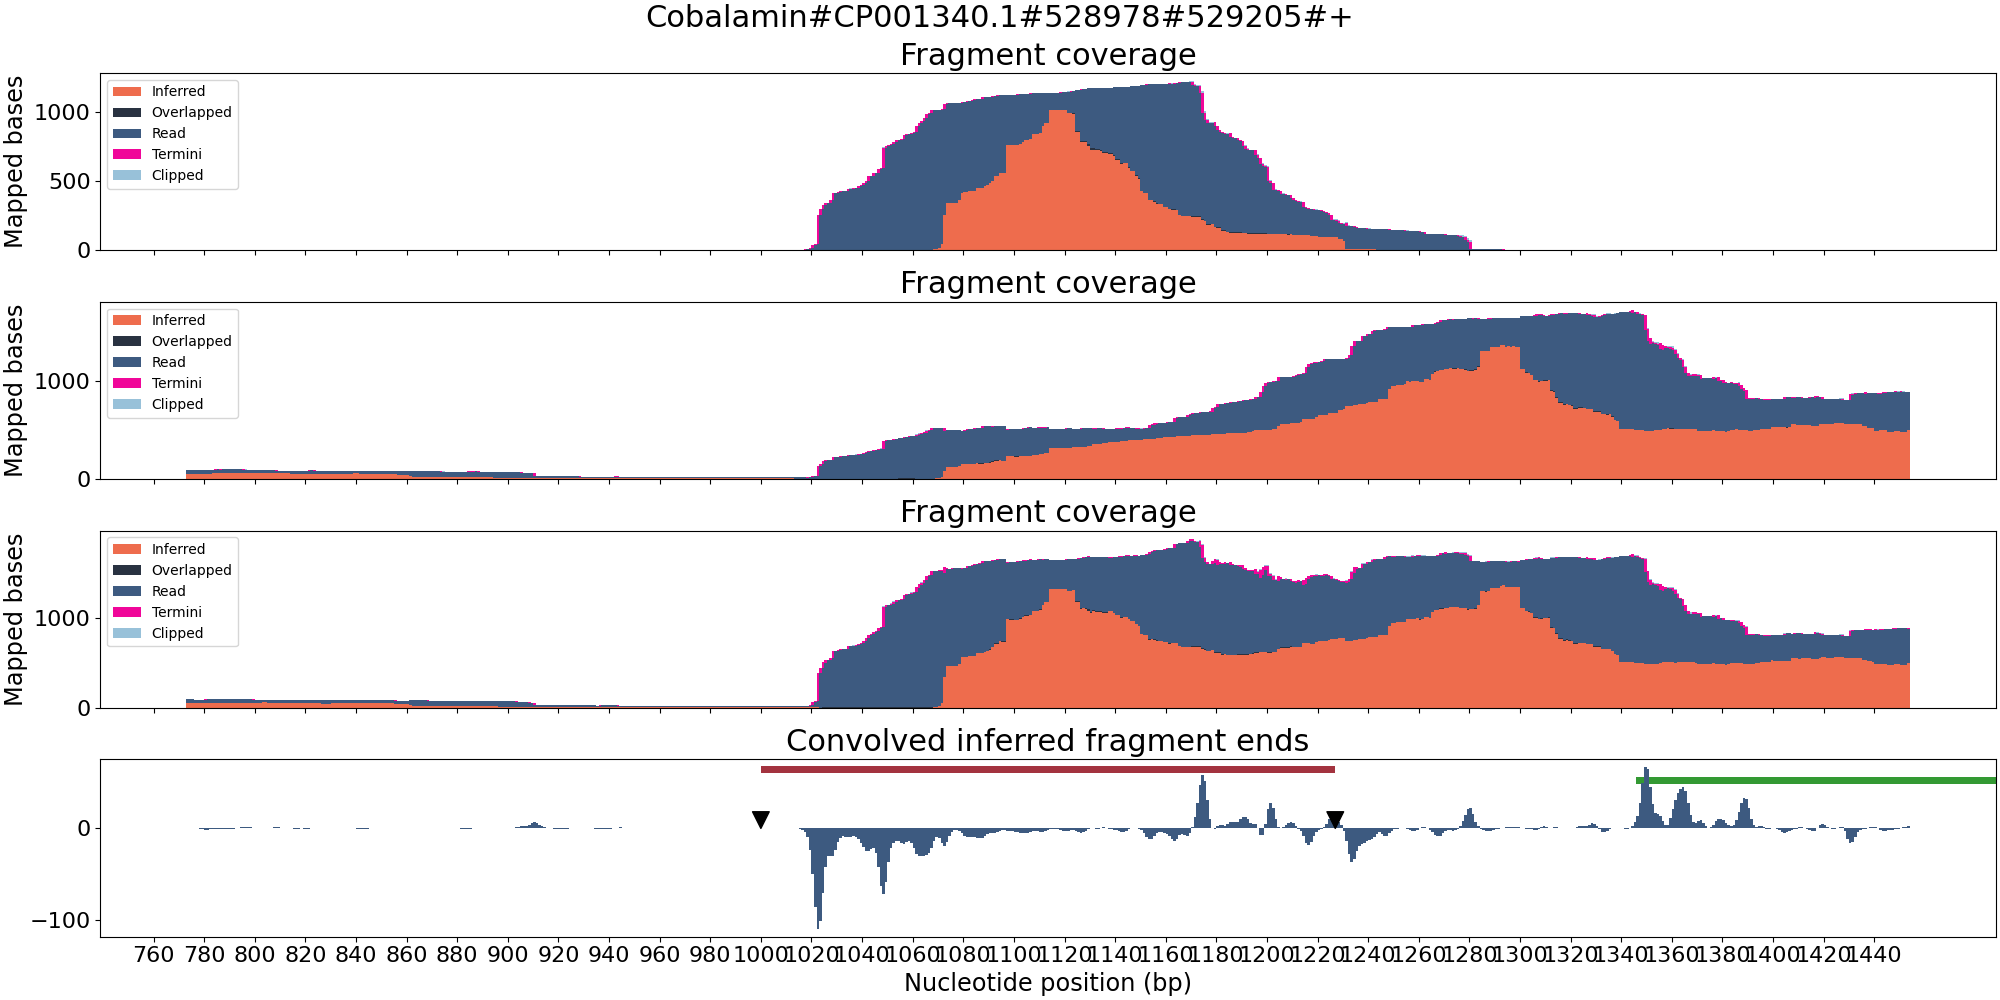 Cobalamin#CP001340.1#528978#529205#+
Fragment coverage
Mapped bases
1000
500
0
Inferred
Overlapped
Read
Termini
Clipped
Fragment coverage
Mapped bases
1000
0
Inferred
Overlapped
Read
Termini
Clipped
Fragment coverage
Mapped bases
1000
0
Inferred
Overlapped
Read
Termini
Clipped
Convolved inferred fragment ends
0
−100
760 780 800 820 840 860 880 900 920 940 960 980 1000 1020 1040 1060 1080 1100 1120 1140 1160 1180 1200 1220 1240 1260 1280 1300 1320 1340 1360 1380 1400 1420 1440
Nucleotide position (bp)